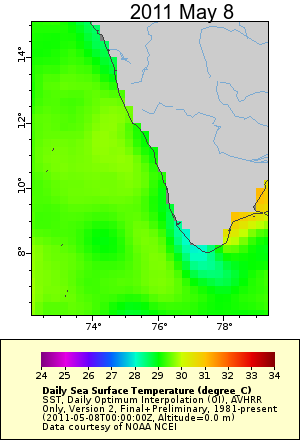 2011 May 8
14°
12°
10°
8°
74°
76°
78°
24 25 26 27 28 29 30 31 32 33 34
Daily Sea Surface Temperature (degree_C)
SST, Daily Optimum Interpolation (OI), AVHRR
Only, Version 2, Final+Preliminary, 1981-present
(2011-05-08T00:00:00Z, Altitude=0.0 m)
Data courtesy of NOAA NCEI